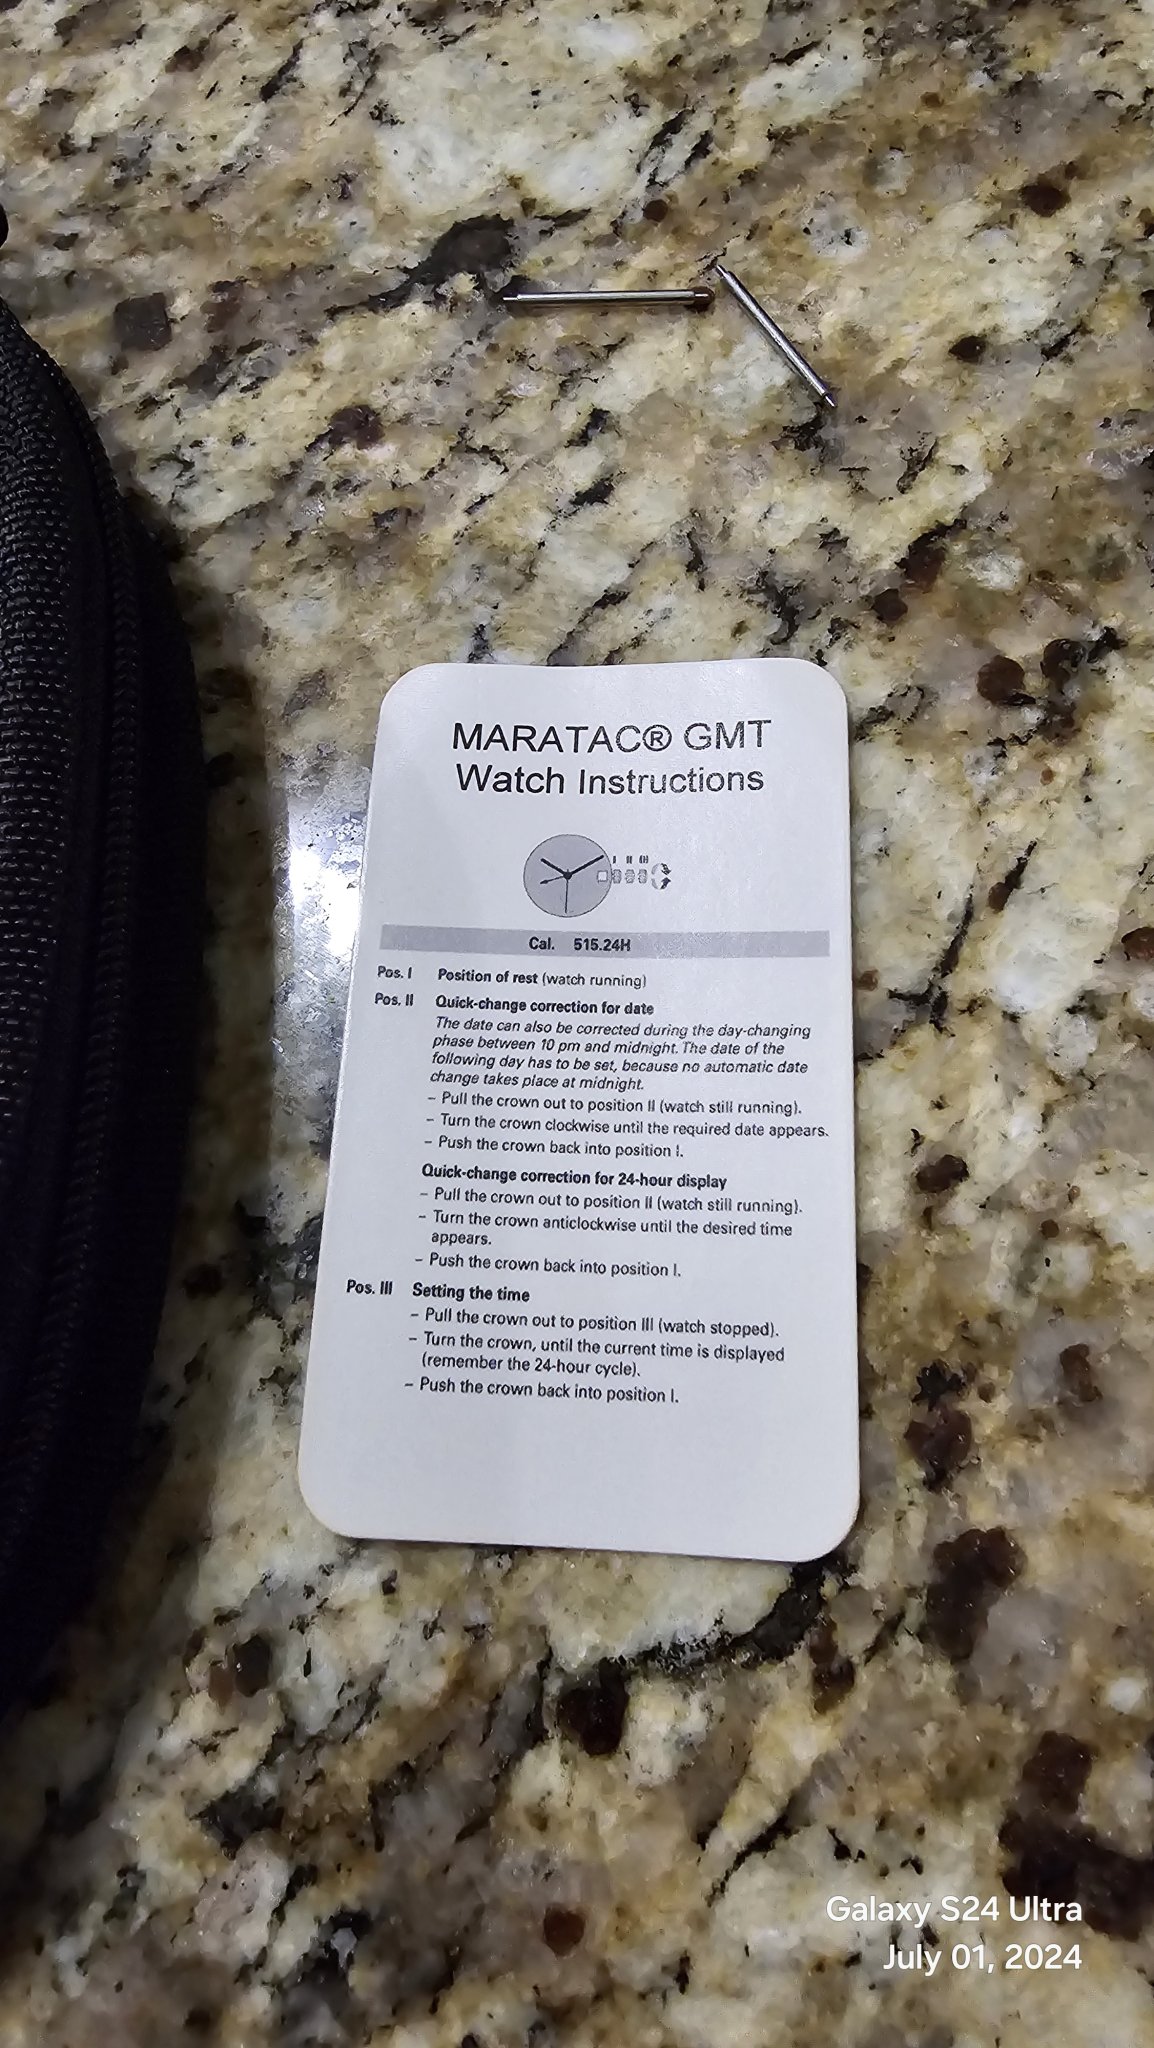 MARATAC® GMT
Watch Instructions
I II III
Cal. 515.24H
Pos. I Position of rest (watch running)
Pos. II Quick-change correction for date
The date can also be corrected during the day-changing
phase between 10 pm and midnight. The date of the
following day has to be set, because no automatic date
change takes place at midnight.
– Pull the crown out to position II (watch still running).
– Turn the crown clockwise until the required date appears.
– Push the crown back into position I.
Quick-change correction for 24-hour display
– Pull the crown out to position II (watch still running).
– Turn the crown anticlockwise until the desired time
appears.
– Push the crown back into position I.
Pos. III Setting the time
– Pull the crown out to position III (watch stopped).
– Turn the crown, until the current time is displayed
(remember the 24-hour cycle).
– Push the crown back into position I.
Galaxy S24 Ultra
July 01, 2024